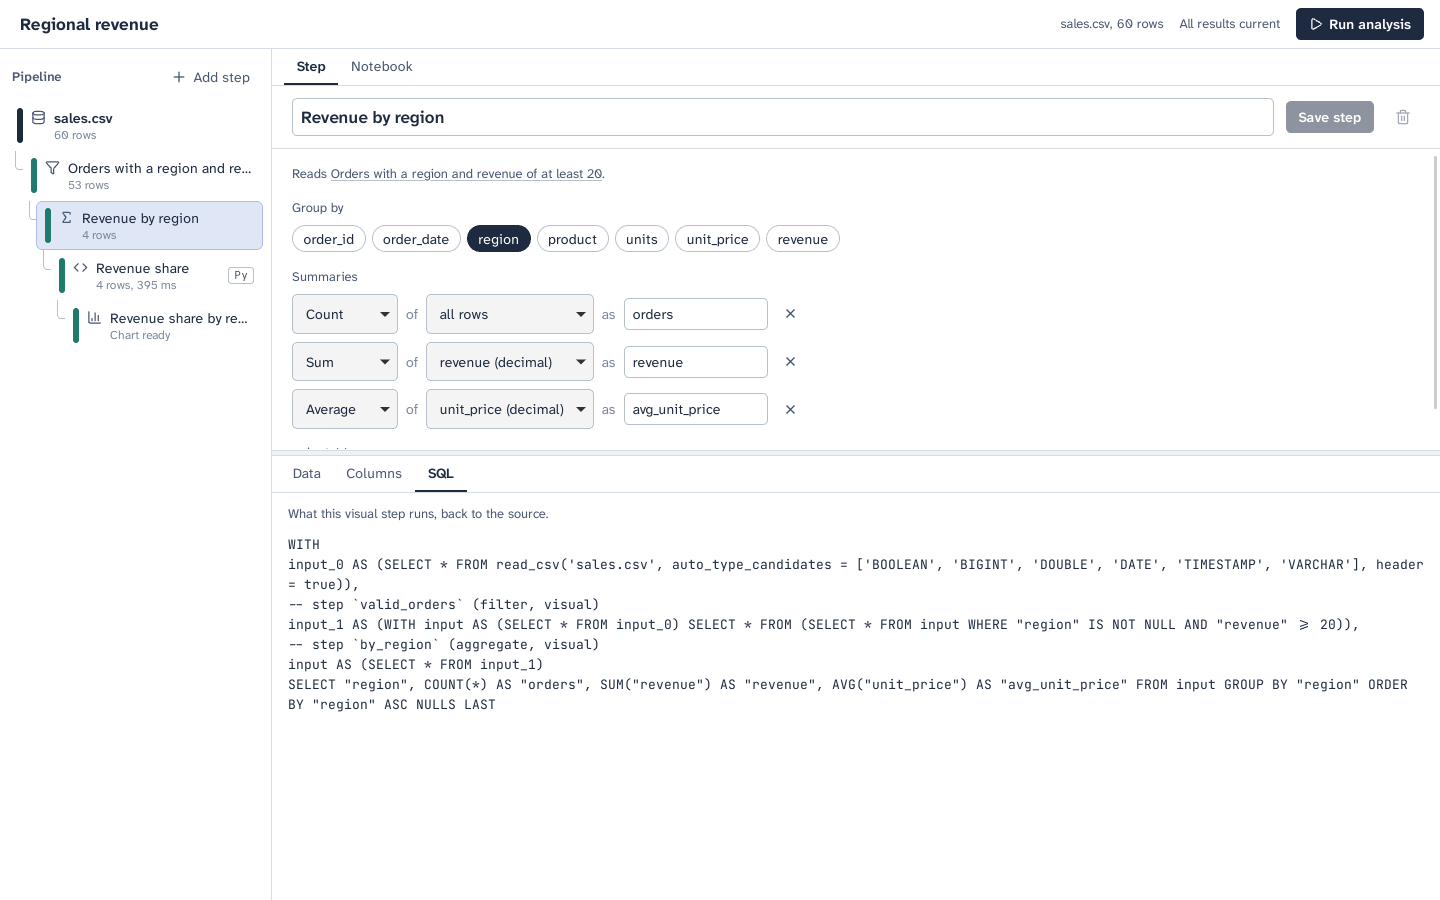 Regional revenue
sales.csv, 60 rows
All results current
Run analysis
Pipeline
Add step
sales.csv
60 rows
Orders with a region and re...
53 rows
Revenue by region
4 rows
Revenue share
4 rows, 395 ms
Py
Revenue share by re...
Chart ready
Step
Notebook
Revenue by region
Save step
Reads Orders with a region and revenue of at least 20.
Group by
order_id
order_date
region
product
units
unit_price
revenue
Summaries
Count of all rows as orders
Sum of revenue (decimal) as revenue
Average of unit_price (decimal) as avg_unit_price
Data
Columns
SQL
What this visual step runs, back to the source.
WITH
input_0 AS (SELECT * FROM read_csv('sales.csv', auto_type_candidates = ['BOOLEAN', 'BIGINT', 'DOUBLE', 'DATE', 'TIMESTAMP', 'VARCHAR'], header
= true)),
-- step `valid_orders` (filter, visual)
input_1 AS (WITH input AS (SELECT * FROM input_0) SELECT * FROM (SELECT * FROM input WHERE "region" IS NOT NULL AND "revenue" >= 20)),
-- step `by_region` (aggregate, visual)
input AS (SELECT * FROM input_1)
SELECT "region", COUNT(*) AS "orders", SUM("revenue") AS "revenue", AVG("unit_price") AS "avg_unit_price" FROM input GROUP BY "region" ORDER
BY "region" ASC NULLS LAST